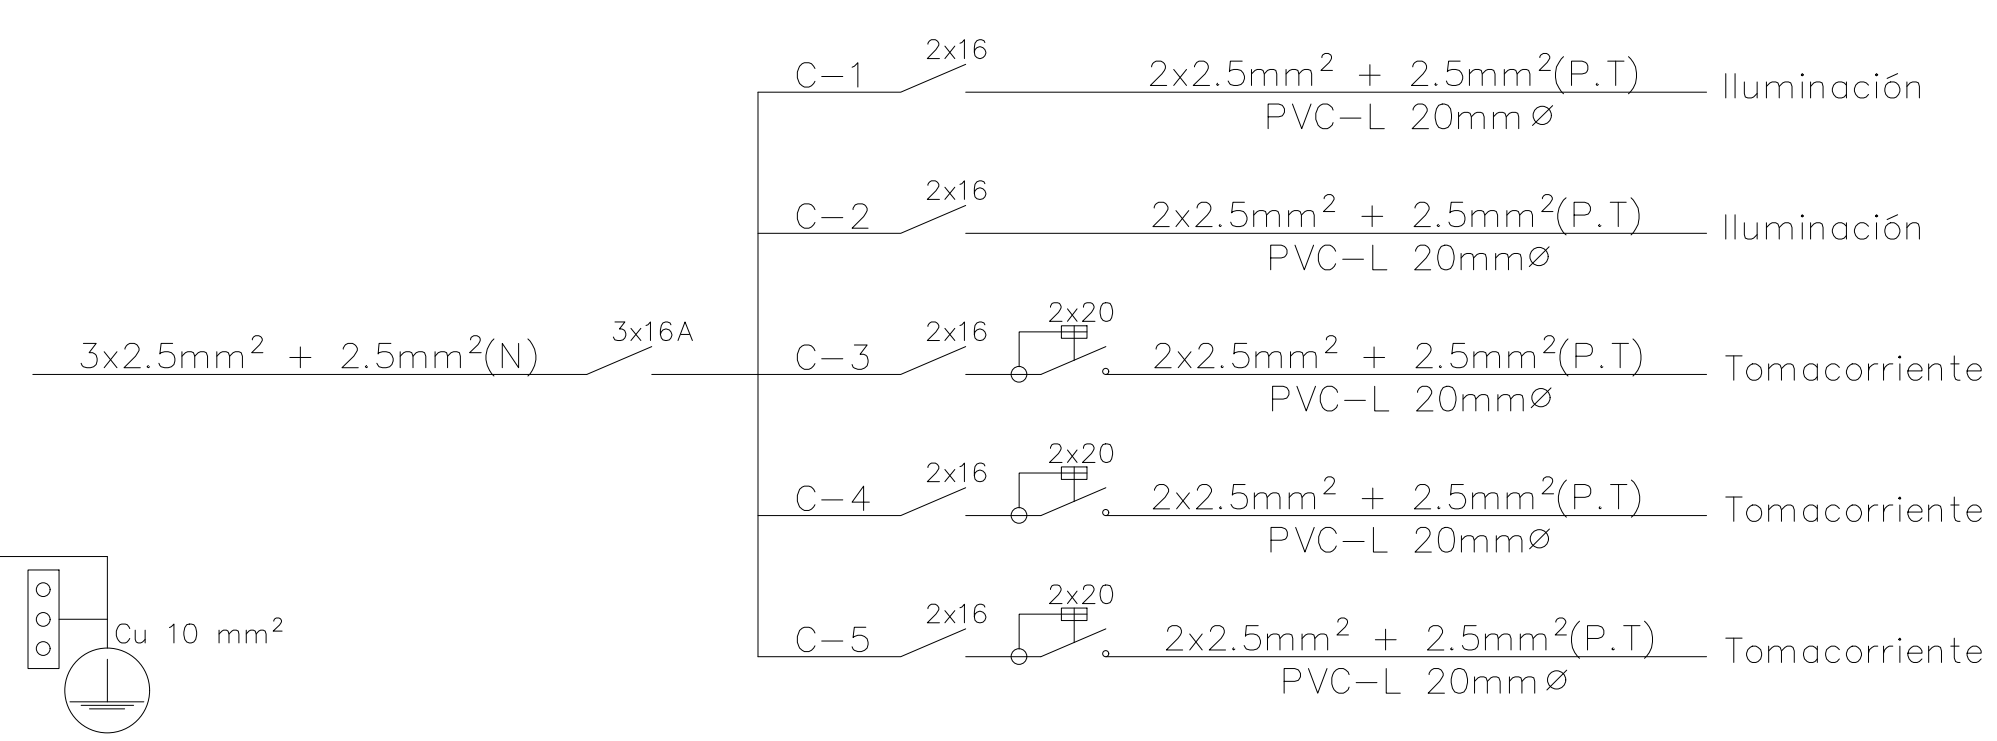 2x16
C-1
2x2.5mm² + 2.5mm²(P.T)
Iluminación
PVC-L 20mmØ
2x16
C-2
2x2.5mm² + 2.5mm²(P.T)
Iluminación
PVC-L 20mmØ
3x2.5mm² + 2.5mm²(N)
3x16A
2x16
2x20
C-3
2x2.5mm² + 2.5mm²(P.T)
Tomacorriente
PVC-L 20mmØ
2x16
2x20
C-4
2x2.5mm² + 2.5mm²(P.T)
Tomacorriente
PVC-L 20mmØ
2x16
2x20
C-5
2x2.5mm² + 2.5mm²(P.T)
Tomacorriente
PVC-L 20mmØ
Cu 10 mm²